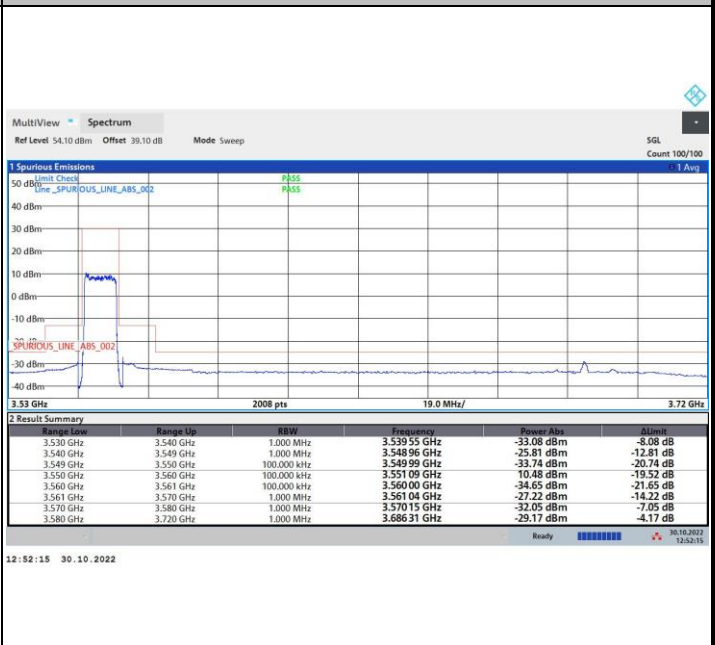 MultiView Spectrum
Ref Level 54.10 dBm Offset 39.10 dB Mode Sweep SGL
Count 100/100
1 Spurious Emissions 1 Avg
Limit Check PASS
50 dBm
Line _SPURIOUS_LINE_ABS_002 PASS
40 dBm
30 dBm
20 dBm
10 dBm
0 dBm
-10 dBm
_SPURIOUS_LINE_ABS_002
-30 dBm
-40 dBm
3.53 GHz 2008 pts 19.0 MHz/ 3.72 GHz
2 Result Summary
Range Low Range Up RBW Frequency Power Abs ΔLimit
3.530 GHz 3.540 GHz 1.000 MHz 3.539 55 GHz -33.08 dBm -8.08 dB
3.540 GHz 3.549 GHz 1.000 MHz 3.548 96 GHz -25.81 dBm -12.81 dB
3.549 GHz 3.550 GHz 100.000 kHz 3.549 99 GHz -33.74 dBm -20.74 dB
3.550 GHz 3.560 GHz 100.000 kHz 3.551 09 GHz 10.48 dBm -19.52 dB
3.560 GHz 3.561 GHz 100.000 kHz 3.560 00 GHz -34.65 dBm -21.65 dB
3.561 GHz 3.570 GHz 1.000 MHz 3.561 04 GHz -27.22 dBm -14.22 dB
3.570 GHz 3.580 GHz 1.000 MHz 3.570 15 GHz -32.05 dBm -7.05 dB
3.580 GHz 3.720 GHz 1.000 MHz 3.686 31 GHz -29.17 dBm -4.17 dB
Ready 30.10.2022
12:52:15
12:52:15 30.10.2022